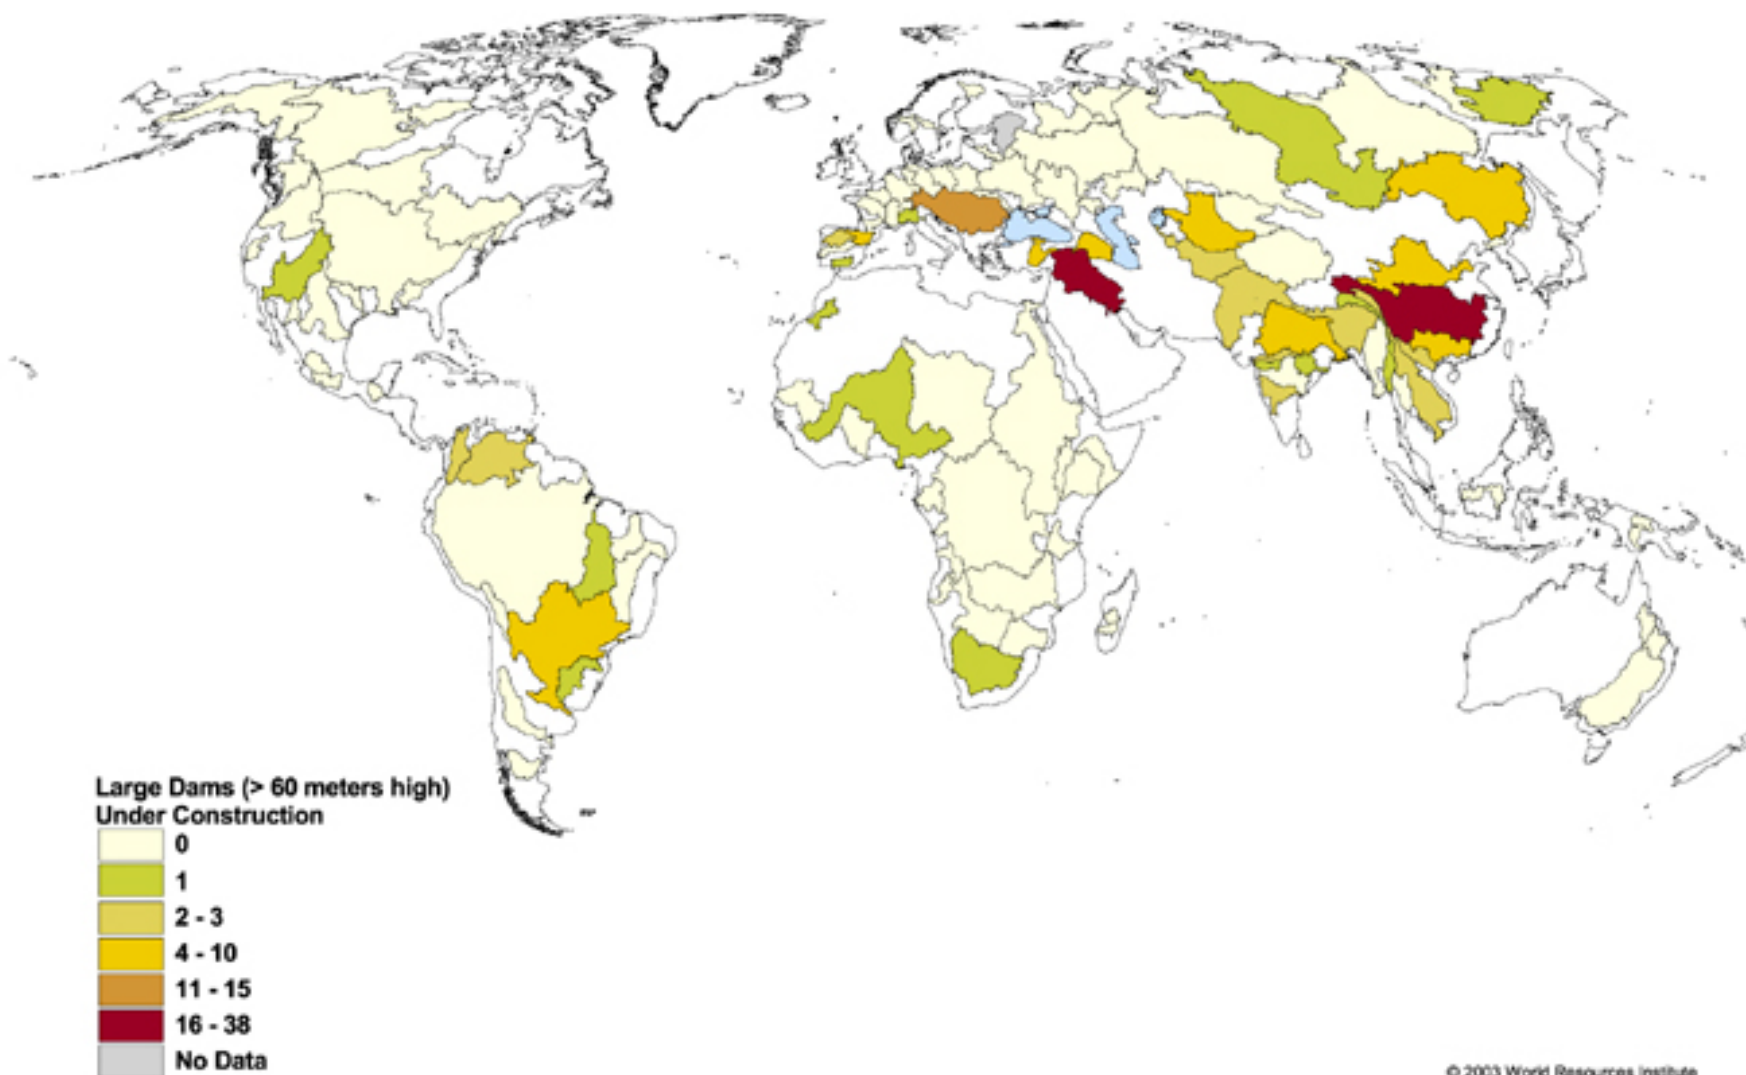 Large Dams (> 60 meters high)
Under Construction
0
1
2 - 3
4 - 10
11 - 15
16 - 38
No Data
© 2003 World Resources Institute